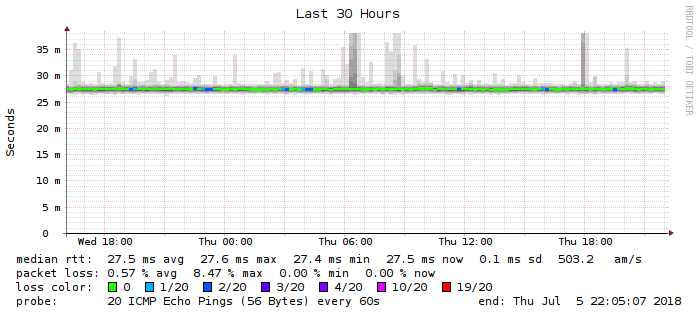 Last 30 Hours
RRDTOOL / TOBI OETIKER
Seconds
35 m
30 m
25 m
20 m
15 m
10 m
5 m
0
Wed 18:00 Thu 00:00 Thu 06:00 Thu 12:00 Thu 18:00
median rtt: 27.5 ms avg 27.6 ms max 27.4 ms min 27.5 ms now 0.1 ms sd 503.2 am/s
packet loss: 0.57 % avg 8.47 % max 0.00 % min 0.00 % now
loss color: 0 1/20 2/20 3/20 4/20 10/20 19/20
probe: 20 ICMP Echo Pings (56 Bytes) every 60s end: Thu Jul 5 22:05:07 2018